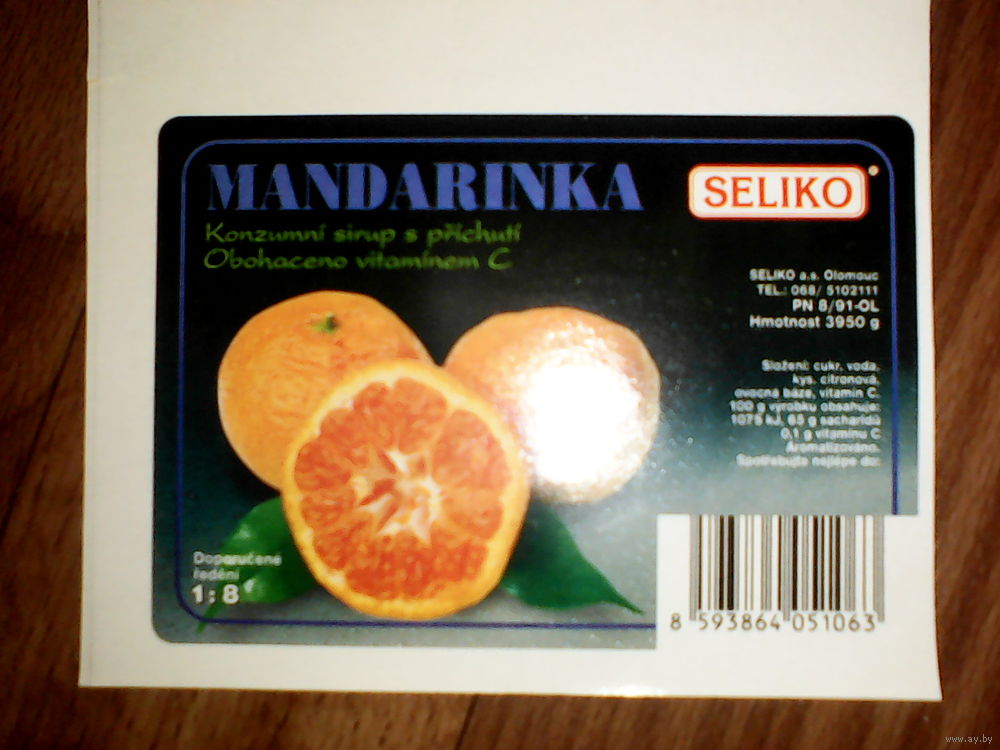 MANDARINKA
Konzumní sirup s příchutí
Obohaceno vitamínem C
SELIKO
SELIKO a.s. Olomouc
TEL.: 068/ 5102111
PN 8/91-OL
Hmotnost 3950 g
Složení: cukr, voda,
kys. citronová,
ovocná báze, vitamin C.
100 g výrobku obsahuje:
1075 kJ, 65 g sacharidů
0,1 g vitamínu C
Aromatizováno.
Spotřebujte nejlépe do:
Doporučené
ředění
1:8
8 593864 051063
www.ay.by